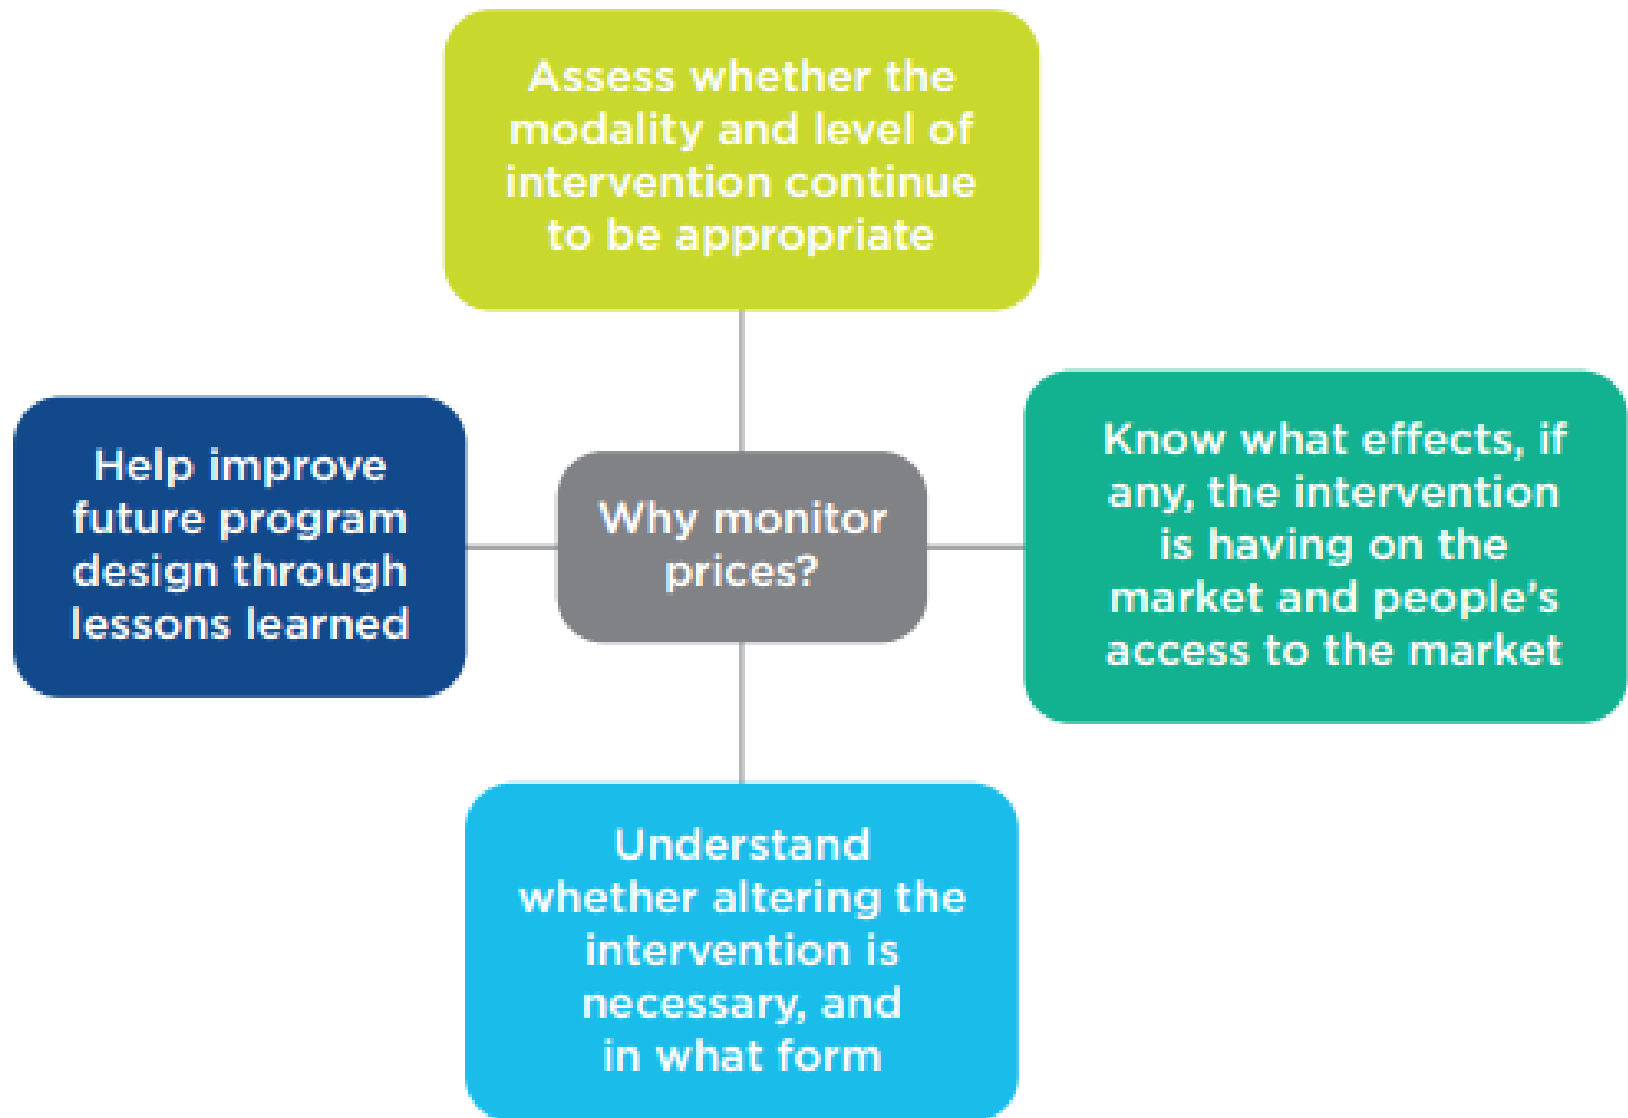 Assess whether the
modality and level of
intervention continue
to be appropriate
Help improve
future program
design through
lessons learned
Why monitor
prices?
Know what effects, if
any, the intervention
is having on the
market and people's
access to the market
Understand
whether altering the
intervention is
necessary, and
in what form